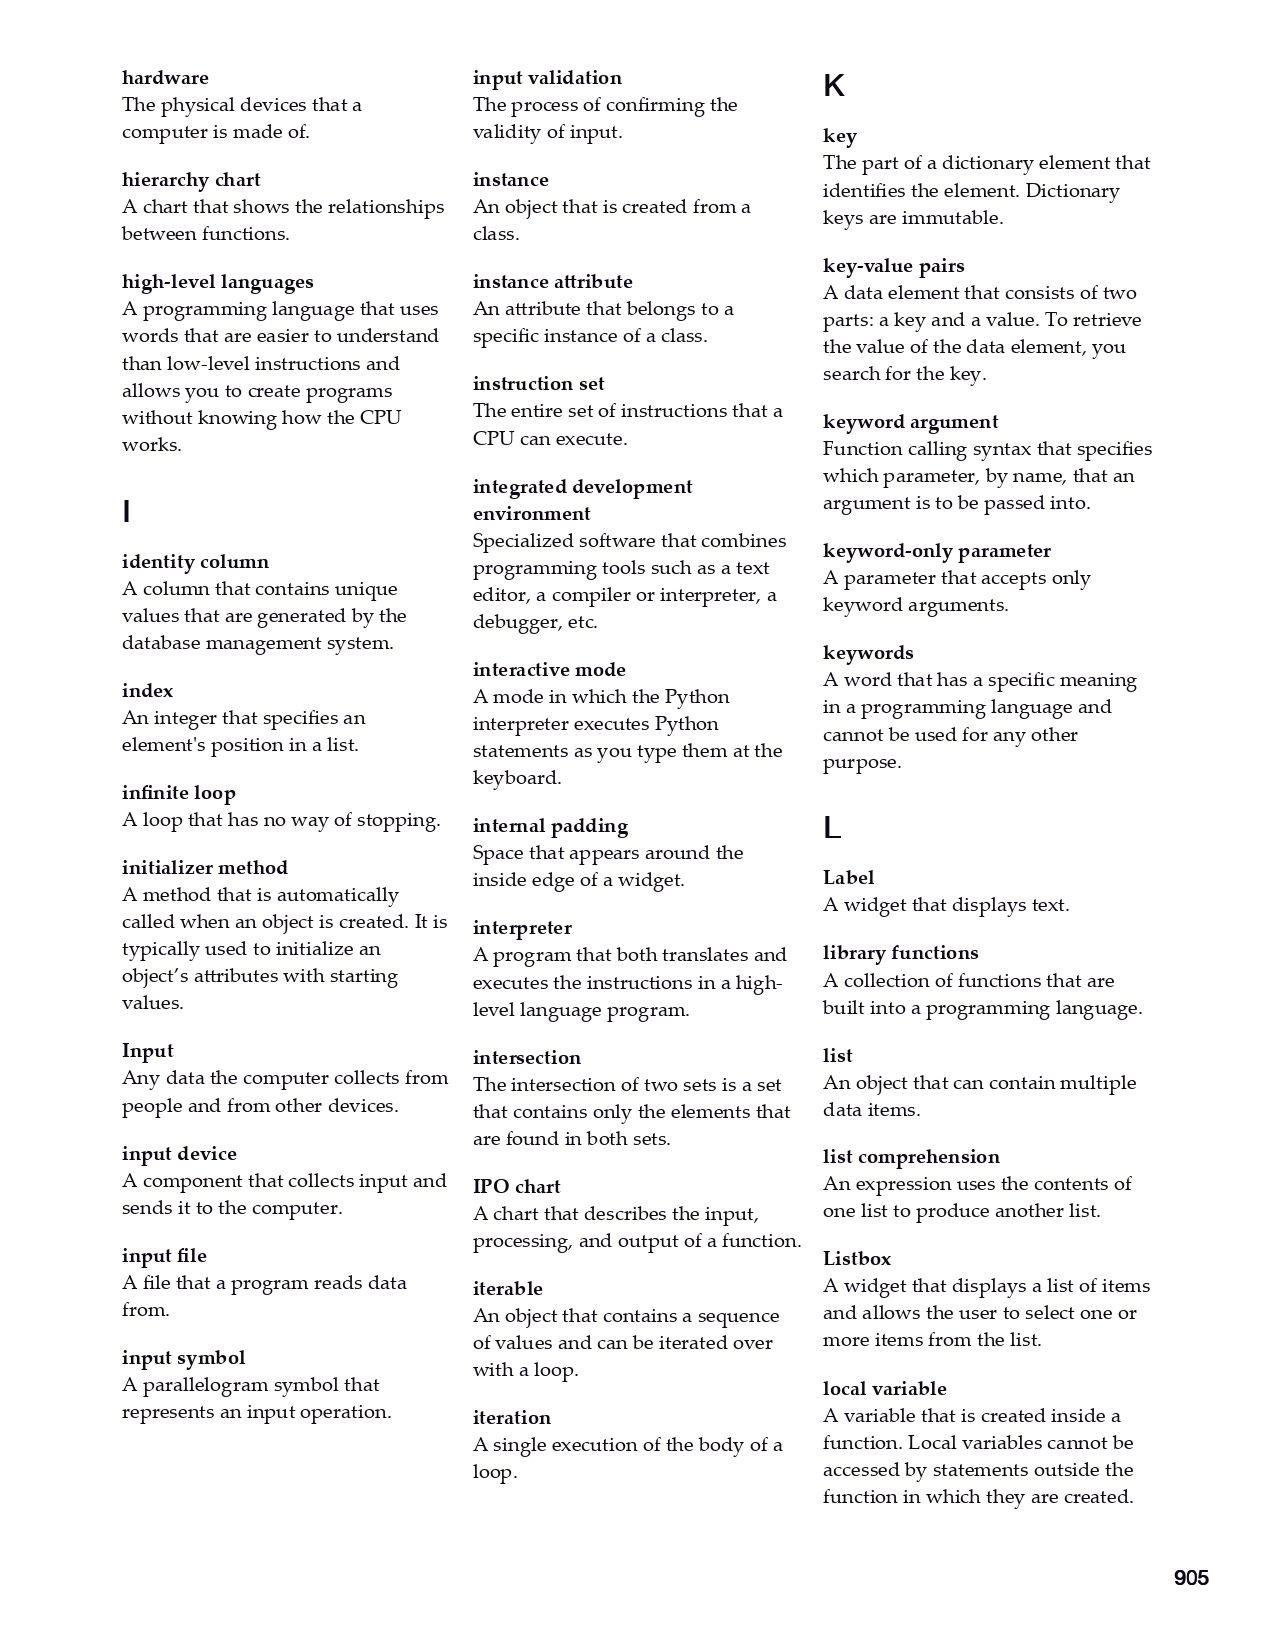 hardware
The physical devices that a
computer is made of.
hierarchy chart
A chart that shows the relationships
between functions.
high-level languages
A programming language that uses
words that are easier to understand
than low-level instructions and
allows you to create programs
without knowing how the CPU
works.
I
identity column
A column that contains unique
values that are generated by the
database management system.
index
An integer that specifies an
element's position in a list.
infinite loop
A loop that has no way of stopping.
initializer method
A method that is automatically
called when an object is created. It is
typically used to initialize an
object’s attributes with starting
values.
Input
Any data the computer collects from
people and from other devices.
input device
A component that collects input and
sends it to the computer.
input file
A file that a program reads data
from.
input symbol
A parallelogram symbol that
represents an input operation.
input validation
The process of confirming the
validity of input.
instance
An object that is created from a
class.
instance attribute
An attribute that belongs to a
specific instance of a class.
instruction set
The entire set of instructions that a
CPU can execute.
integrated development
environment
Specialized software that combines
programming tools such as a text
editor, a compiler or interpreter, a
debugger, etc.
interactive mode
A mode in which the Python
interpreter executes Python
statements as you type them at the
keyboard.
internal padding
Space that appears around the
inside edge of a widget.
interpreter
A program that both translates and
executes the instructions in a high-
level language program.
intersection
The intersection of two sets is a set
that contains only the elements that
are found in both sets.
IPO chart
A chart that describes the input,
processing, and output of a function.
iterable
An object that contains a sequence
of values and can be iterated over
with a loop.
iteration
A single execution of the body of a
loop.
K
key
The part of a dictionary element that
identifies the element. Dictionary
keys are immutable.
key-value pairs
A data element that consists of two
parts: a key and a value. To retrieve
the value of the data element, you
search for the key.
keyword argument
Function calling syntax that specifies
which parameter, by name, that an
argument is to be passed into.
keyword-only parameter
A parameter that accepts only
keyword arguments.
keywords
A word that has a specific meaning
in a programming language and
cannot be used for any other
purpose.
L
Label
A widget that displays text.
library functions
A collection of functions that are
built into a programming language.
list
An object that can contain multiple
data items.
list comprehension
An expression uses the contents of
one list to produce another list.
Listbox
A widget that displays a list of items
and allows the user to select one or
more items from the list.
local variable
A variable that is created inside a
function. Local variables cannot be
accessed by statements outside the
function in which they are created.
905